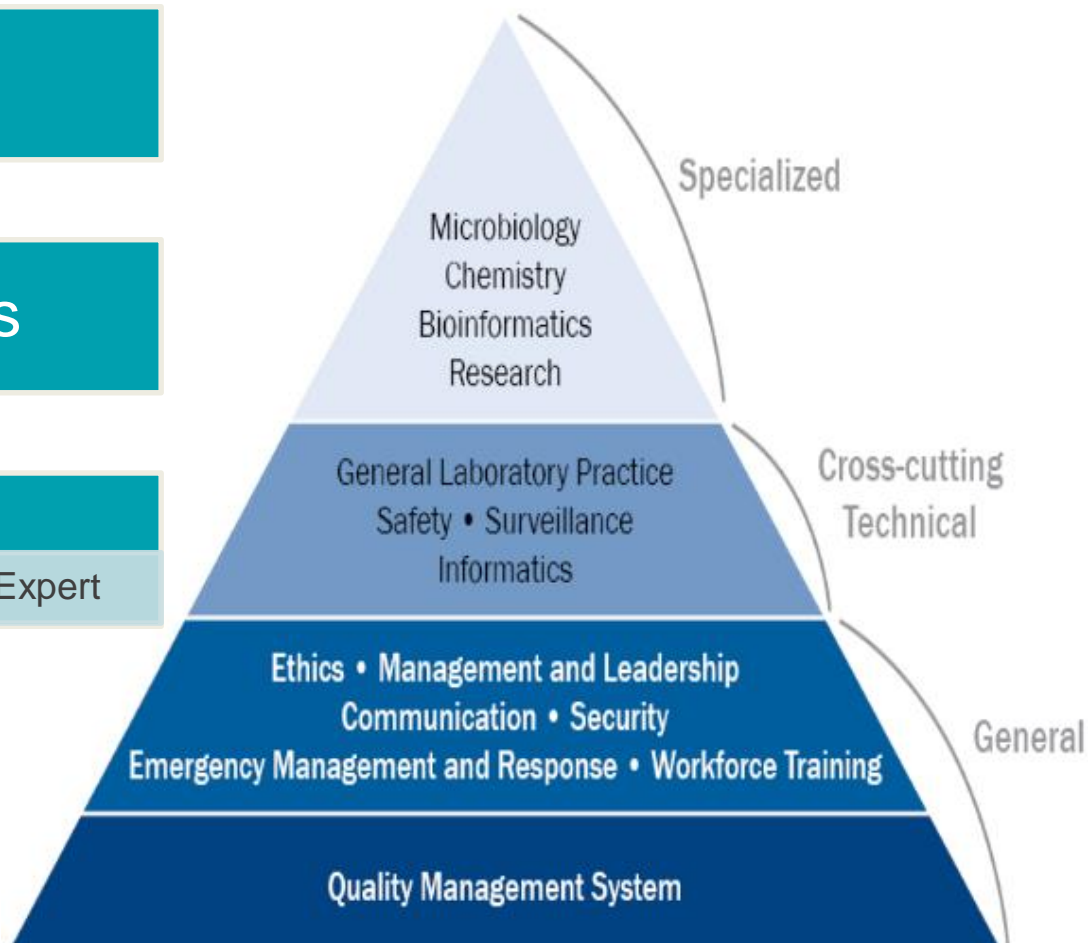 s
Expert
Microbiology
Chemistry
Bioinformatics
Research
Specialized
General Laboratory Practice
Safety • Surveillance
Informatics
Cross-cutting
Technical
Ethics • Management and Leadership
Communication • Security
Emergency Management and Response • Workforce Training
General
Quality Management System